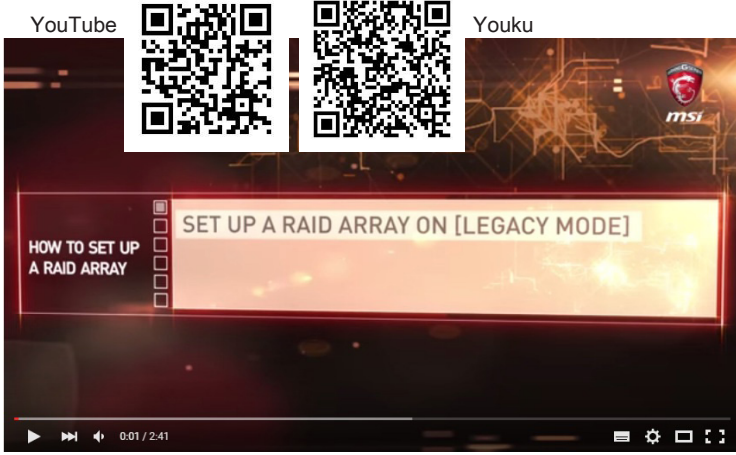 YouTube
Youku
msi
SET UP A RAID ARRAY ON [LEGACY MODE]
HOW TO SET UP
A RAID ARRAY
0:01 / 2:41